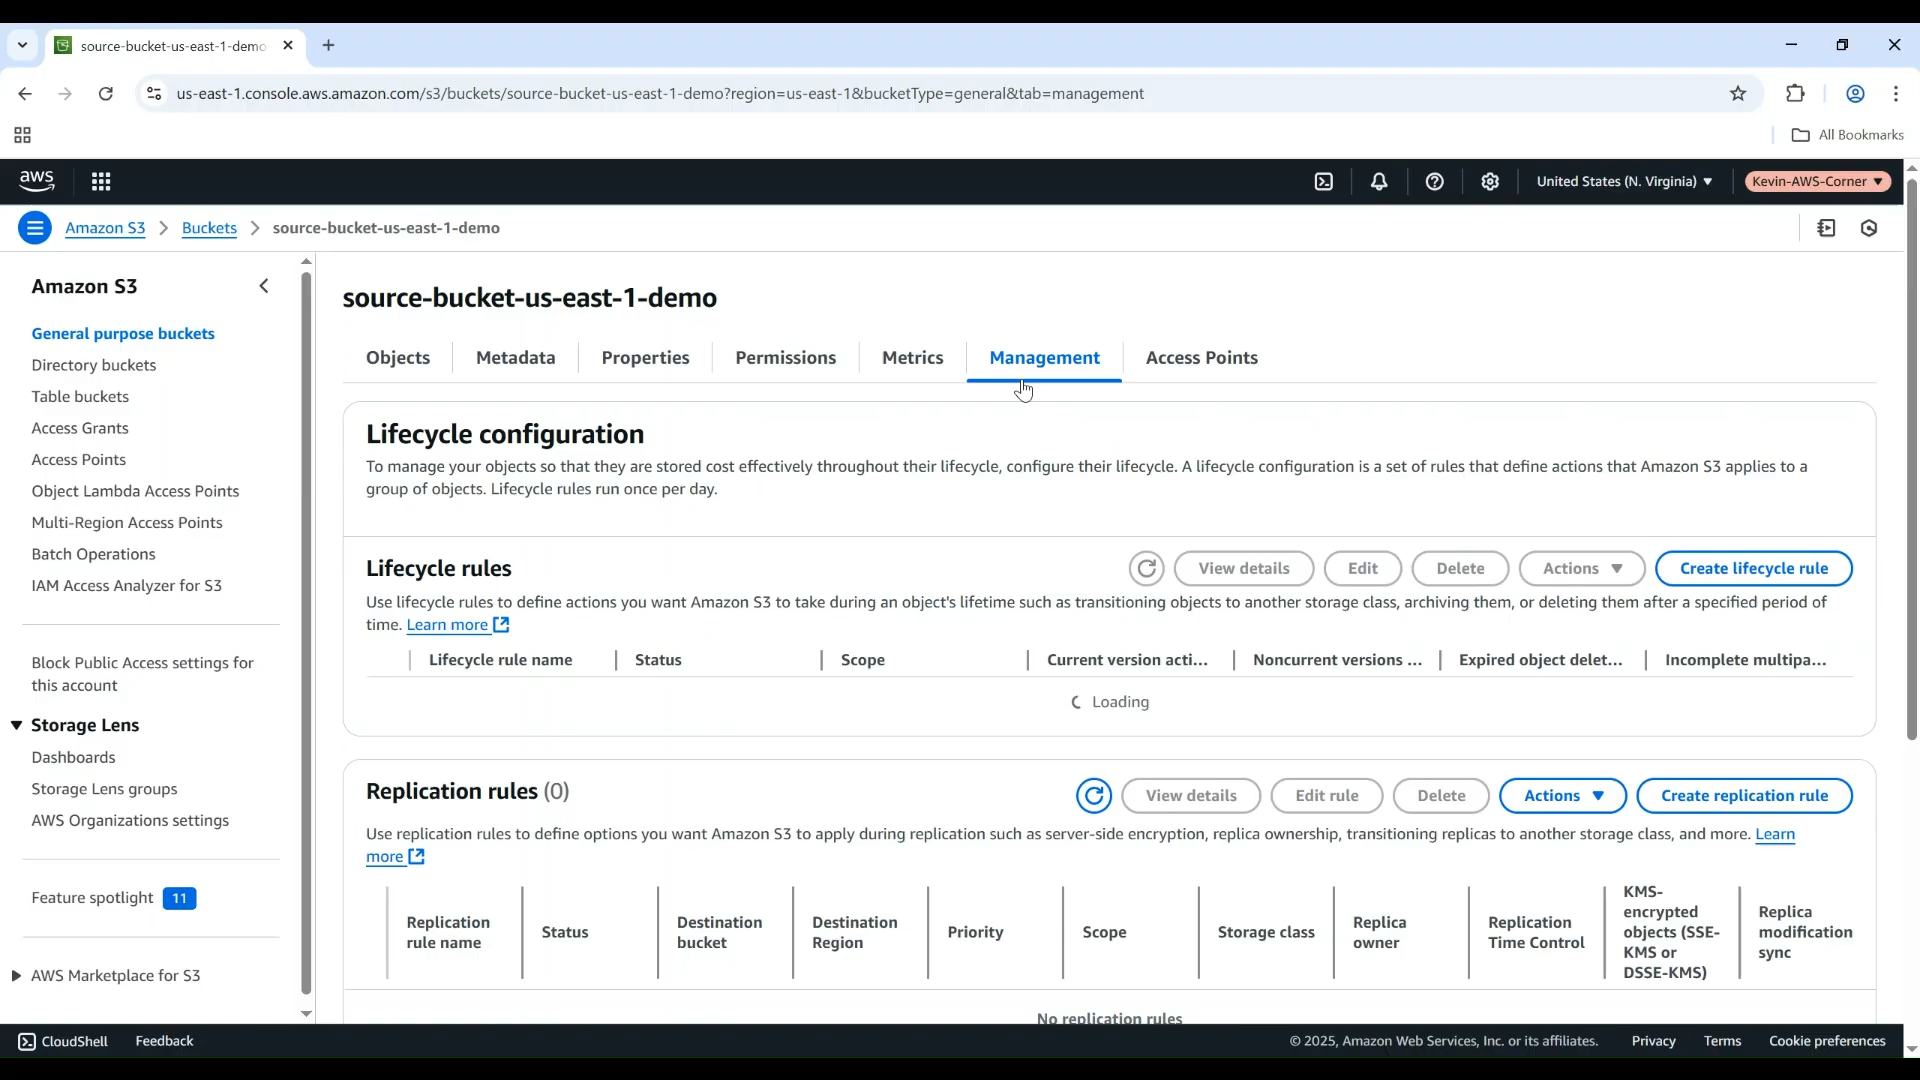 source-bucket-us-east-1-demo
us-east-1.console.aws.amazon.com/s3/buckets/source-bucket-us-east-1-demo?region=us-east-1&bucketType=general&tab=management
All Bookmarks
aws
United States (N. Virginia)
Kevin-AWS-Corner
Amazon S3
Buckets
source-bucket-us-east-1-demo
Amazon S3
General purpose buckets
Directory buckets
Table buckets
Access Grants
Access Points
Object Lambda Access Points
Multi-Region Access Points
Batch Operations
IAM Access Analyzer for S3
Block Public Access settings for
this account
Storage Lens
Dashboards
Storage Lens groups
AWS Organizations settings
Feature spotlight 11
AWS Marketplace for S3
source-bucket-us-east-1-demo
Objects
Metadata
Properties
Permissions
Metrics
Management
Access Points
Lifecycle configuration
To manage your objects so that they are stored cost effectively throughout their lifecycle, configure their lifecycle. A lifecycle configuration is a set of rules that define actions that Amazon S3 applies to a
group of objects. Lifecycle rules run once per day.
Lifecycle rules
View details
Edit
Delete
Actions
Create lifecycle rule
Use lifecycle rules to define actions you want Amazon S3 to take during an object's lifetime such as transitioning objects to another storage class, archiving them, or deleting them after a specified period of
time. Learn more
Lifecycle rule name
Status
Scope
Current version acti...
Noncurrent versions ...
Expired object delet...
Incomplete multipa...
Loading
Replication rules (0)
View details
Edit rule
Delete
Actions
Create replication rule
Use replication rules to define options you want Amazon S3 to apply during replication such as server-side encryption, replica ownership, transitioning replicas to another storage class, and more. Learn
more
Replication
rule name
Status
Destination
bucket
Destination
Region
Priority
Scope
Storage class
Replica
owner
Replication
Time Control
KMS-
encrypted
objects (SSE-
KMS or
DSSE-KMS)
Replica
modification
sync
No replication rules
CloudShell
Feedback
© 2025, Amazon Web Services, Inc. or its affiliates.
Privacy
Terms
Cookie preferences